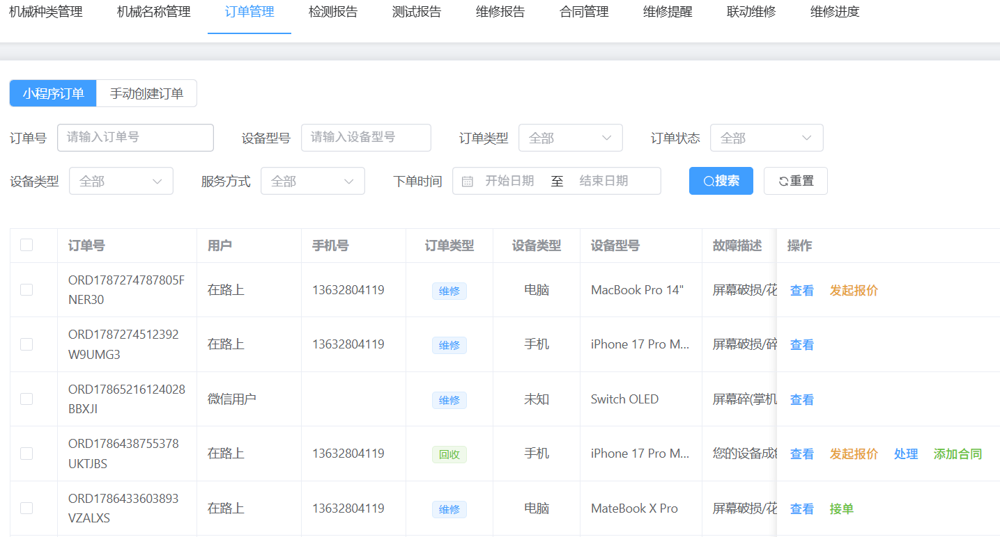 机械种类管理 机械名称管理 订单管理 检测报告 测试报告 维修报告 合同管理 维修提醒 联动维修 维修进度
小程序订单 手动创建订单
订单号 请输入订单号 设备型号 请输入设备型号 订单类型 全部 订单状态 全部
设备类型 全部 服务方式 全部 下单时间 开始日期 至 结束日期 搜索 重置
订单号 用户 手机号 订单类型 设备类型 设备型号 故障描述 操作
ORD1787274787805F
NER30 在路上 13632804119 维修 电脑 MacBook Pro 14" 屏幕破损/花 查看 发起报价
ORD1787274512392
W9UMG3 在路上 13632804119 维修 手机 iPhone 17 Pro M... 屏幕破损/碎 查看
ORD17865216124028
BBXJI 微信用户 维修 未知 Switch OLED 屏幕碎(掌机 查看
ORD1786438755378
UKTJBS 在路上 13632804119 回收 手机 iPhone 17 Pro M... 您的设备成 查看 发起报价 处理 添加合同
ORD1786433603893
VZALXS 在路上 13632804119 维修 电脑 MateBook X Pro 屏幕破损/花 查看 接单